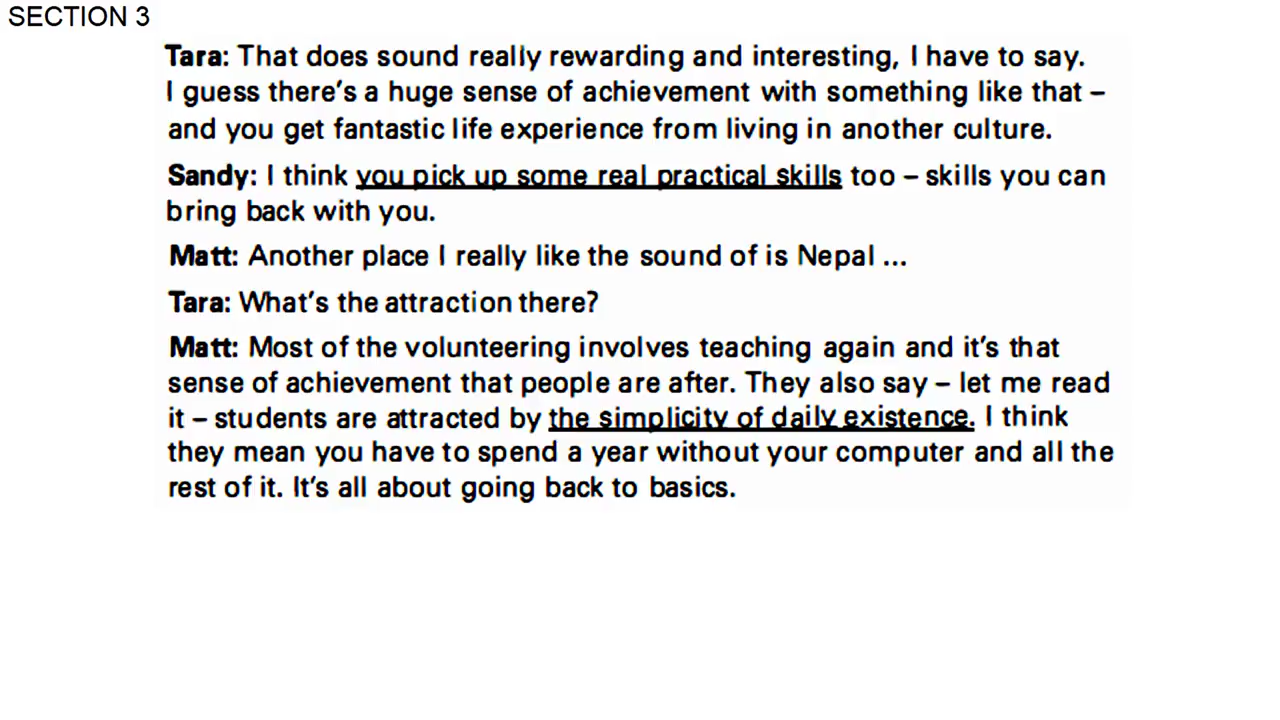 SECTION 3
Tara: That does sound really rewarding and interesting, I have to say.
I guess there's a huge sense of achievement with something like that –
and you get fantastic life experience from living in another culture.
Sandy: I think you pick up some real practical skills too – skills you can
bring back with you.
Matt: Another place I really like the sound of is Nepal ...
Tara: What's the attraction there?
Matt: Most of the volunteering involves teaching again and it's that
sense of achievement that people are after. They also say – let me read
it – students are attracted by the simplicity of daily existence. I think
they mean you have to spend a year without your computer and all the
rest of it. It's all about going back to basics.